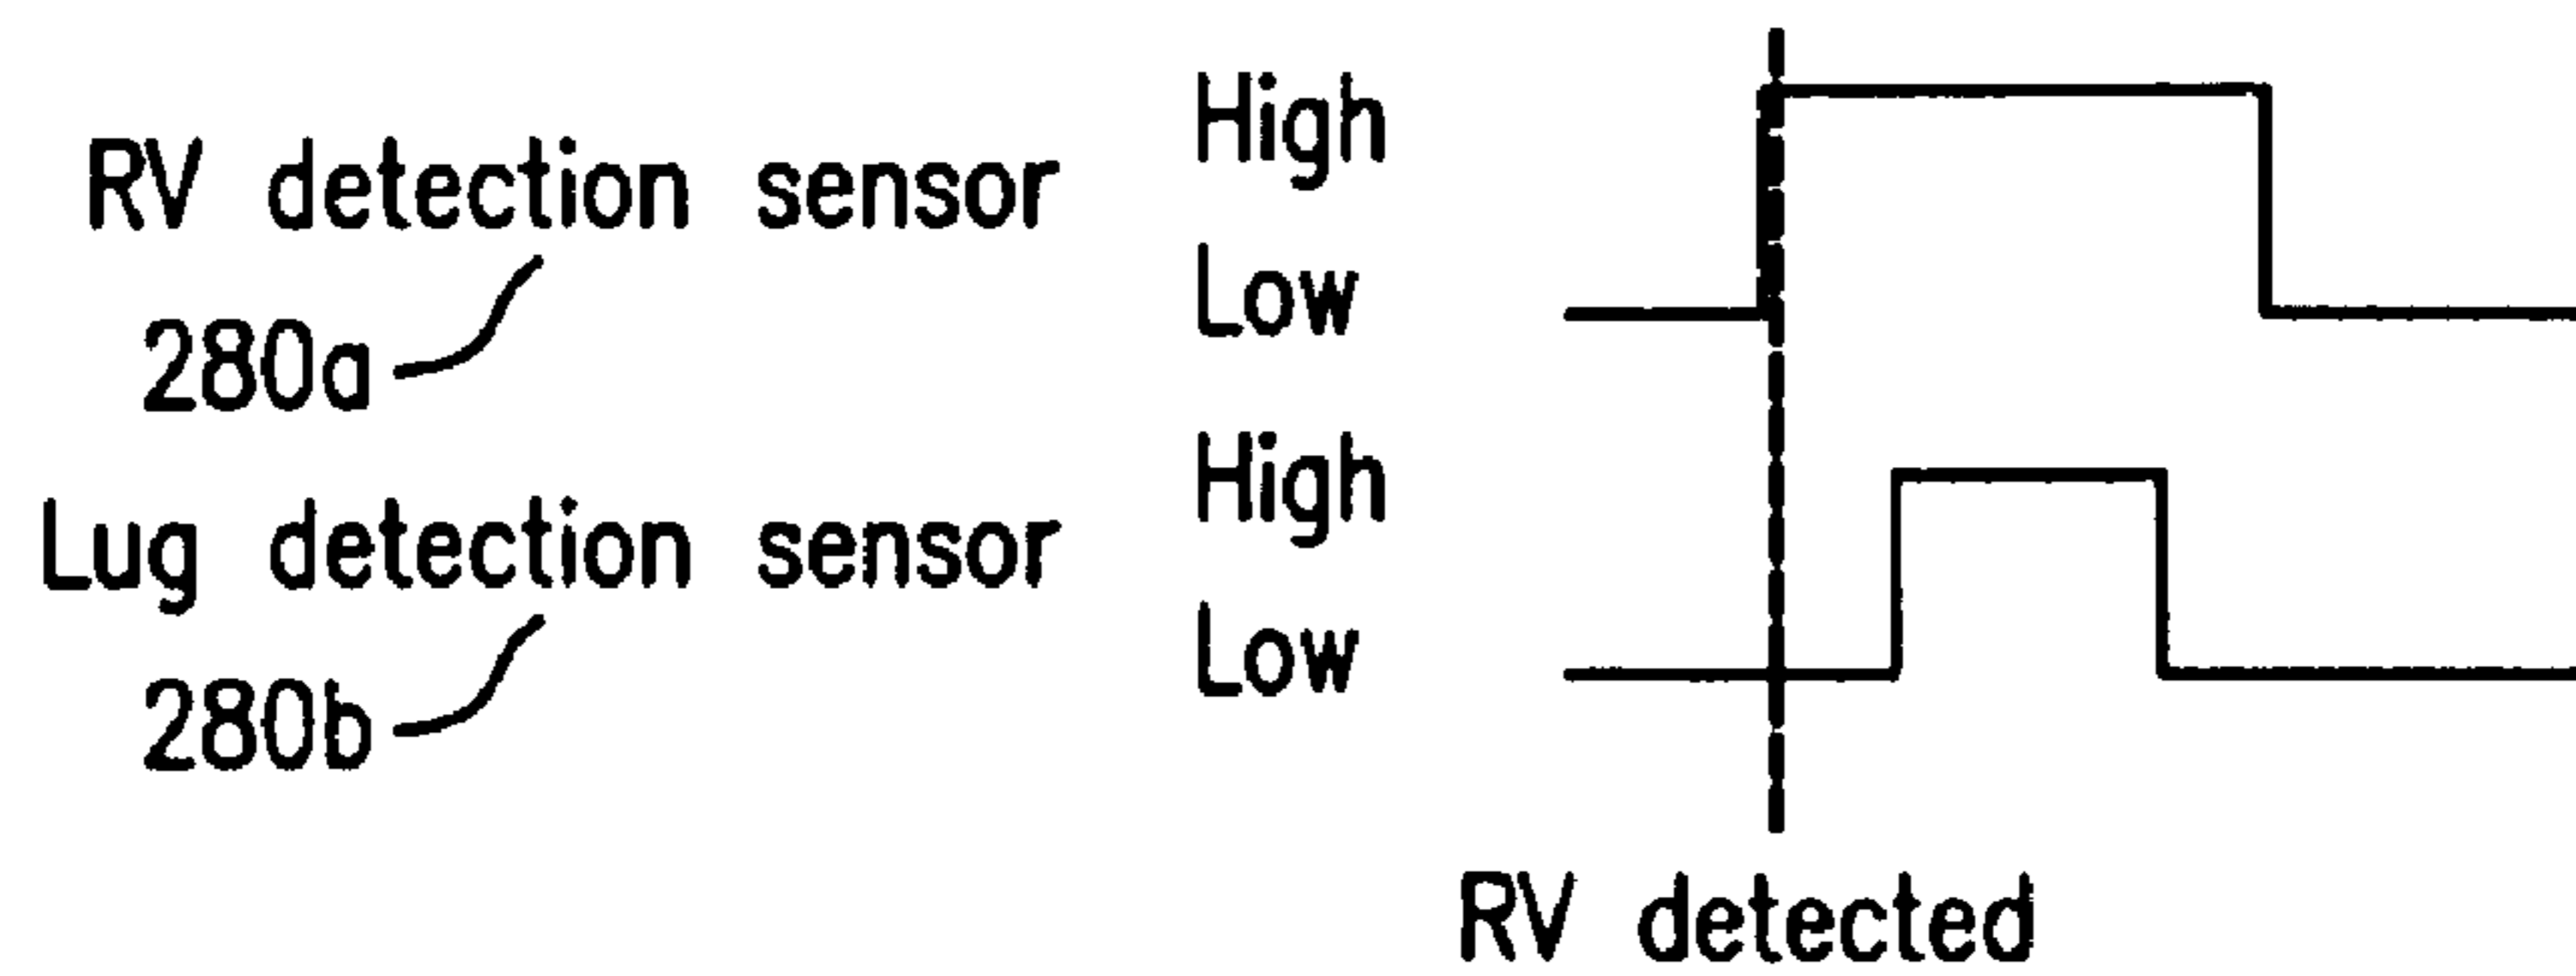 RV detection sensor
280a
High
Low
Lug detection sensor
280b
High
Low
RV detected